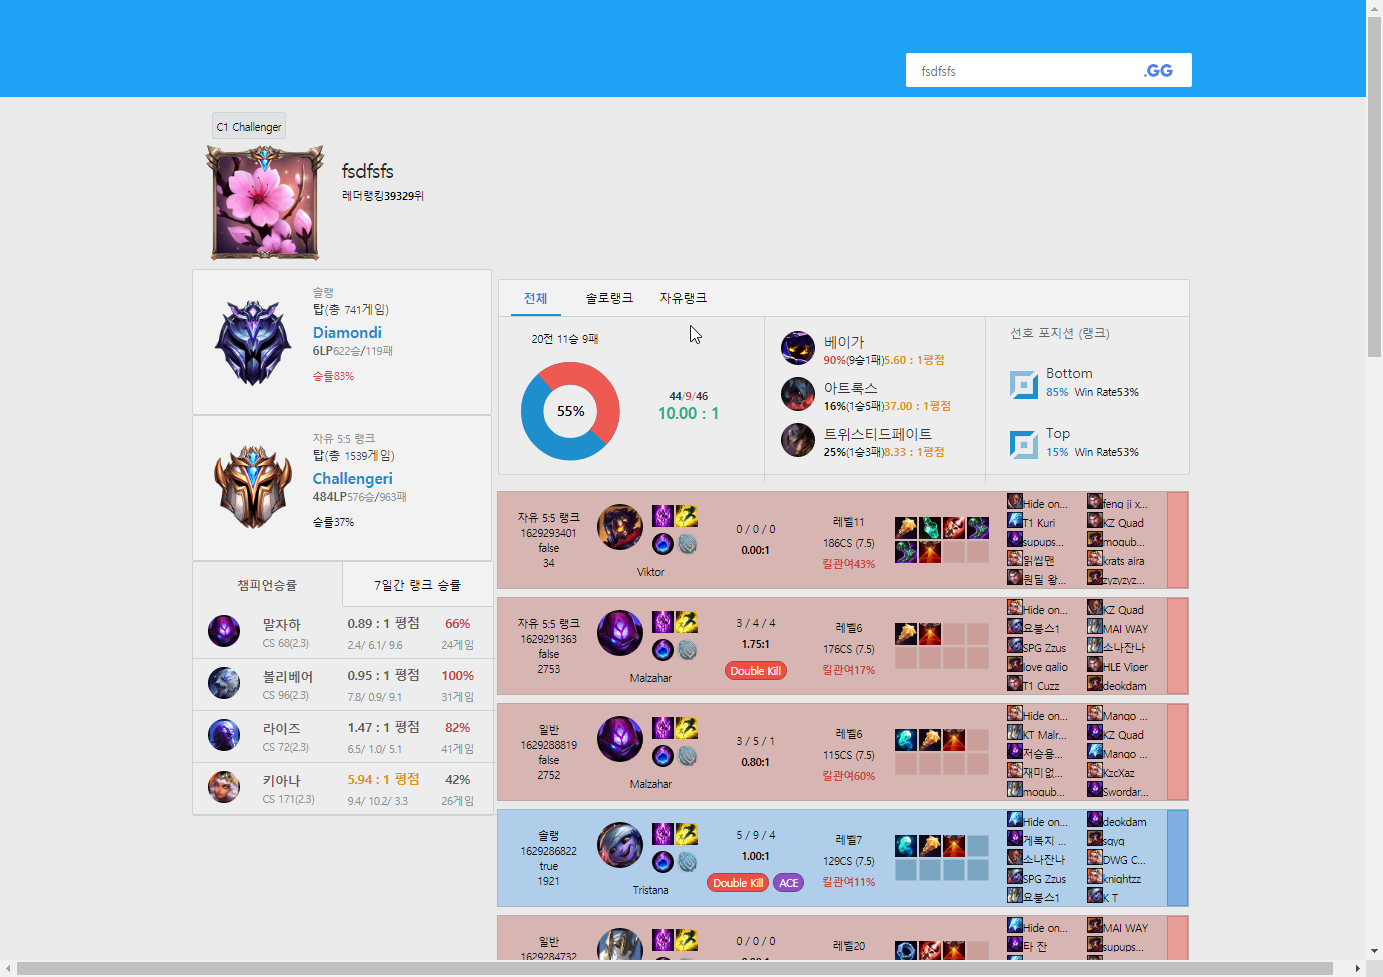 fsdfsfs
.GG
C1 Challenger
fsdfsfs
레더랭킹39329위
솔랭
탑(총 741게임)
Diamondi
6LP622승/119패
승률83%
자유 5:5 랭크
탑(총 1539게임)
Challengeri
484LP576승/963패
승률37%
챔피언승률
7일간 랭크 승률
말자하
0.89 : 1 평점
66%
CS 68(2.3)
2.4/ 6.1/ 9.6
24게임
볼리베어
0.95 : 1 평점
100%
CS 96(2.3)
7.8/ 0.9/ 9.1
31게임
라이즈
1.47 : 1 평점
82%
CS 72(2.3)
6.5/ 1.0/ 5.1
41게임
키아나
5.94 : 1 평점
42%
CS 171(2.3)
9.4/ 10.2/ 3.3
26게임
전체
솔로랭크
자유랭크
20전 11승 9패
55%
44/9/46
10.00 : 1
베이가
90%(9승1패)5.60 : 1평점
아트록스
16%(1승5패)37.00 : 1평점
트위스티드페이트
25%(1승3패)8.33 : 1평점
선호 포지션 (랭크)
Bottom
85% Win Rate53%
Top
15% Win Rate53%
자유 5:5 랭크
1629293401
false
34
Viktor
0 / 0 / 0
0.00:1
레벨11
186CS (7.5)
킬관여43%
Hide on...
T1 Kuri
supups...
읽씹맨
원딜 왕...
feng ji x...
KZ Quad
moqub...
krats aira
zyzyzyz...
자유 5:5 랭크
1629291363
false
2753
Malzahar
3 / 4 / 4
1.75:1
Double Kill
레벨6
176CS (7.5)
킬관여17%
Hide on...
요봉스1
SPG Zzus
love galio
T1 Cuzz
KZ Quad
MAI WAY
소나잔나
HLE Viper
deokdam
일반
1629288819
false
2752
Malzahar
3 / 5 / 1
0.80:1
레벨6
115CS (7.5)
킬관여60%
Hide on...
KT Malr...
저승용...
재미없...
moqub...
Mango ...
KZ Quad
Mango ...
KzcXaz
Swordar...
솔랭
1629286822
true
1921
Tristana
5 / 9 / 4
1.00:1
Double Kill
ACE
레벨7
129CS (7.5)
킬관여11%
Hide on...
게복치 ...
소나잔나
SPG Zzus
요봉스1
deokdam
sgyq
DWG C...
knightzz
K T
일반
1629284732
0 / 0 / 0
레벨20
Hide on...
타 잔
MAI WAY
supups...